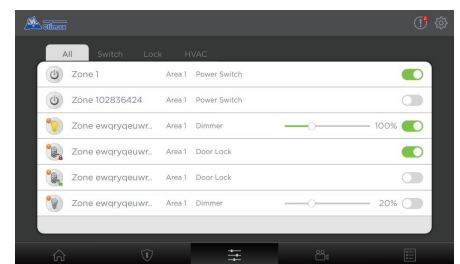 Climax
All Switch Lock HVAC
Zone 1 Area 1 Power Switch
Zone 102836424 Area 1 Power Switch
Zone ewqryqeuwr.. Area 1 Dimmer 100%
Zone ewqryqeuwr.. Area 1 Door Lock
Zone ewqryqeuwr.. Area 1 Door Lock
Zone ewqryqeuwr.. Area 1 Dimmer 20%